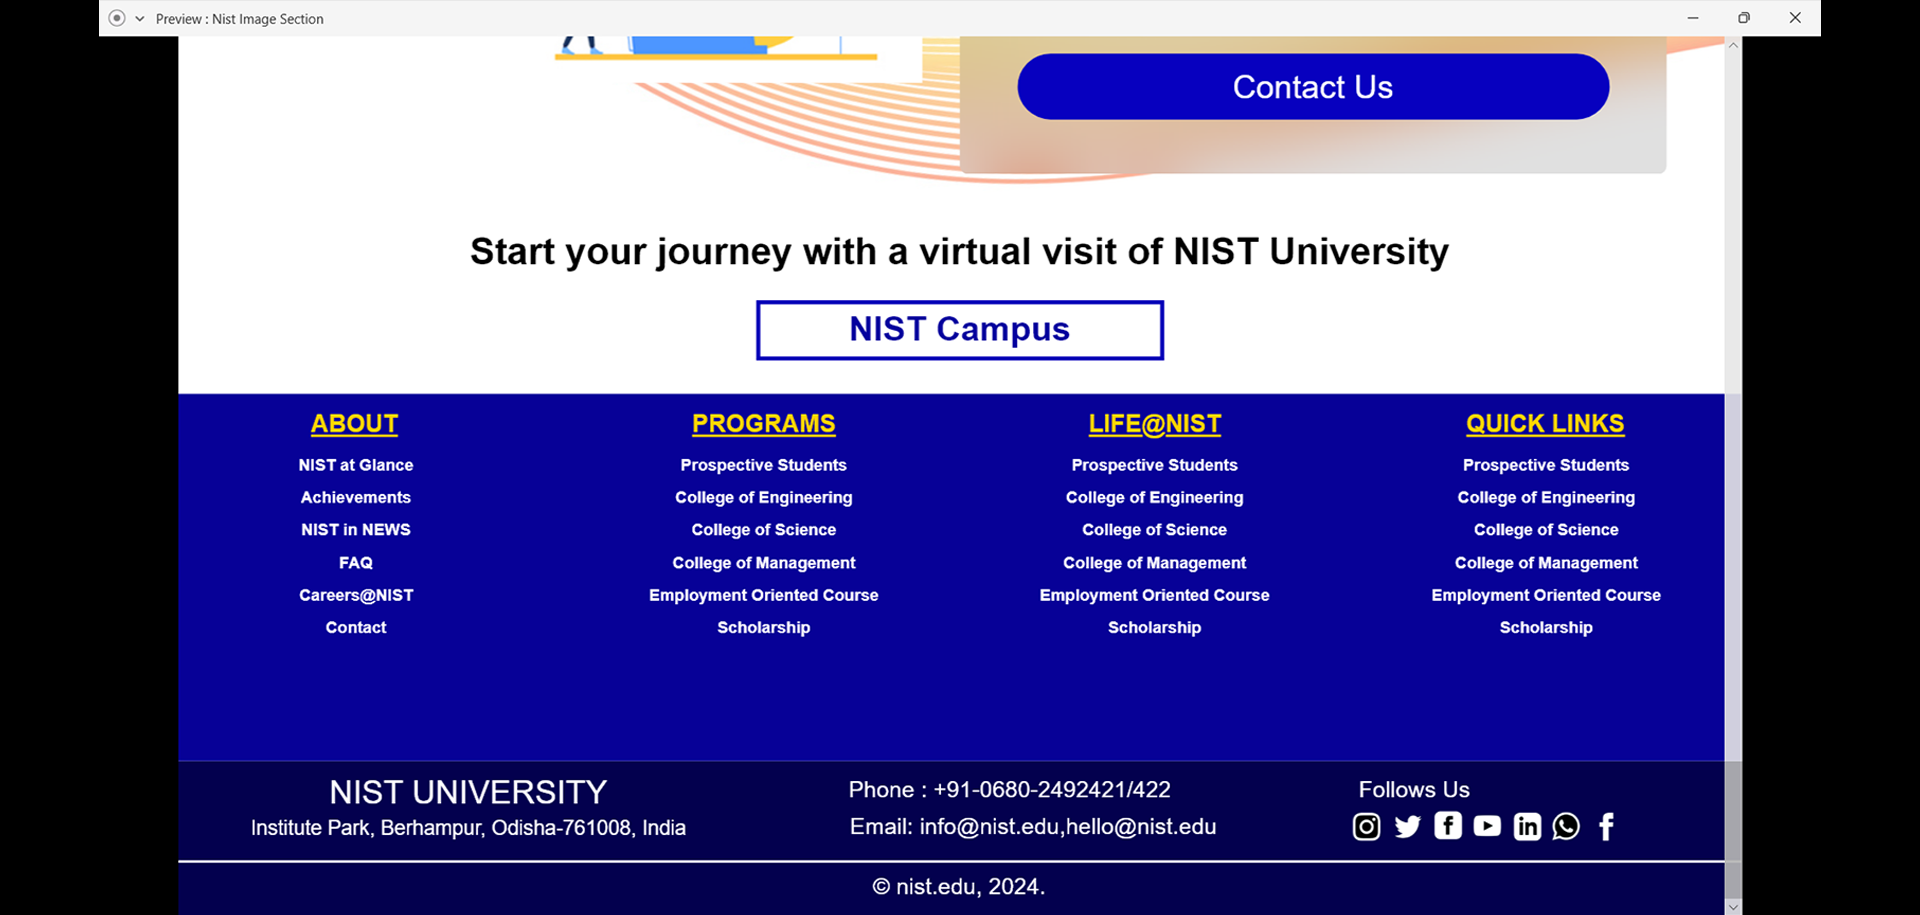 Preview : Nist Image Section
Contact Us
Start your journey with a virtual visit of NIST University
NIST Campus
ABOUT
NIST at Glance
Achievements
NIST in NEWS
FAQ
Careers@NIST
Contact
PROGRAMS
Prospective Students
College of Engineering
College of Science
College of Management
Employment Oriented Course
Scholarship
LIFE@NIST
Prospective Students
College of Engineering
College of Science
College of Management
Employment Oriented Course
Scholarship
QUICK LINKS
Prospective Students
College of Engineering
College of Science
College of Management
Employment Oriented Course
Scholarship
NIST UNIVERSITY
Institute Park, Berhampur, Odisha-761008, India
Phone : +91-0680-2492421/422
Email: info@nist.edu,hello@nist.edu
Follows Us
© nist.edu, 2024.